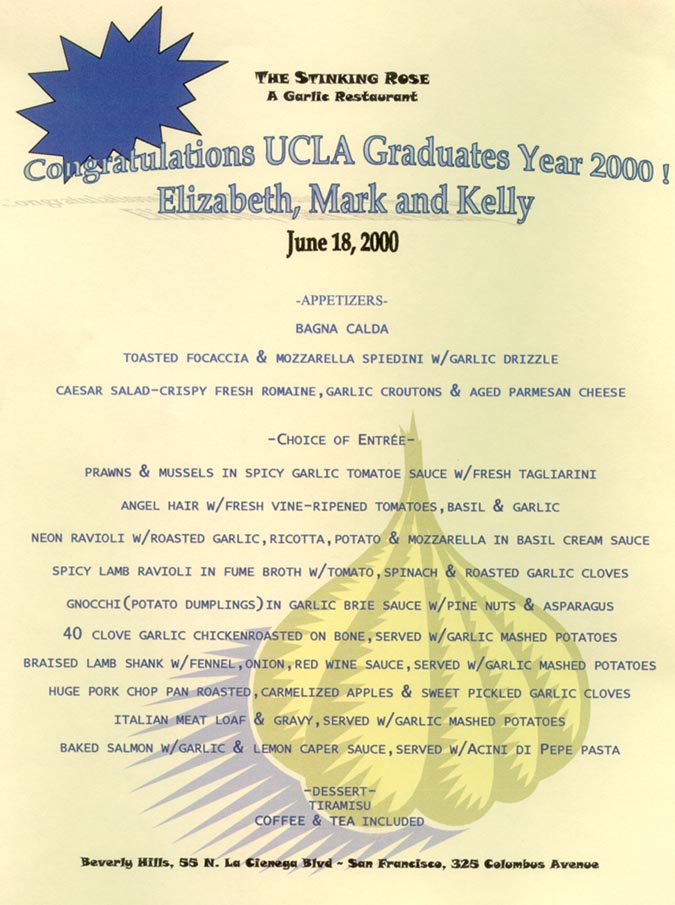 The Stinking Rose
A Garlic Restaurant
Congratulations UCLA Graduates Year 2000 !
Elizabeth, Mark and Kelly
June 18, 2000
-APPETIZERS-
BAGNA CALDA
TOASTED FOCACCIA & MOZZARELLA SPIEDINI W/GARLIC DRIZZLE
CAESAR SALAD-CRISPY FRESH ROMAINE,GARLIC CROUTONS & AGED PARMESAN CHEESE
-CHOICE OF ENTRÉE-
PRAWNS & MUSSELS IN SPICY GARLIC TOMATOE SAUCE W/FRESH TAGLIARINI
ANGEL HAIR W/FRESH VINE-RIPENED TOMATOES,BASIL & GARLIC
NEON RAVIOLI W/ROASTED GARLIC,RICOTTA,POTATO & MOZZARELLA IN BASIL CREAM SAUCE
SPICY LAMB RAVIOLI IN FUME BROTH W/TOMATO,SPINACH & ROASTED GARLIC CLOVES
GNOCCHI(POTATO DUMPLINGS)IN GARLIC BRIE SAUCE W/PINE NUTS & ASPARAGUS
40 CLOVE GARLIC CHICKENROASTED ON BONE,SERVED W/GARLIC MASHED POTATOES
BRAISED LAMB SHANK W/FENNEL,ONION,RED WINE SAUCE,SERVED W/GARLIC MASHED POTATOES
HUGE PORK CHOP PAN ROASTED,CARMELIZED APPLES & SWEET PICKLED GARLIC CLOVES
ITALIAN MEAT LOAF & GRAVY,SERVED W/GARLIC MASHED POTATOES
BAKED SALMON W/GARLIC & LEMON CAPER SAUCE,SERVED W/ACINI DI PEPE PASTA
-DESSERT-
TIRAMISU
COFFEE & TEA INCLUDED
Beverly Hills, 55 N. La Cienega Blvd ~ San Francisco, 325 Columbus Avenue